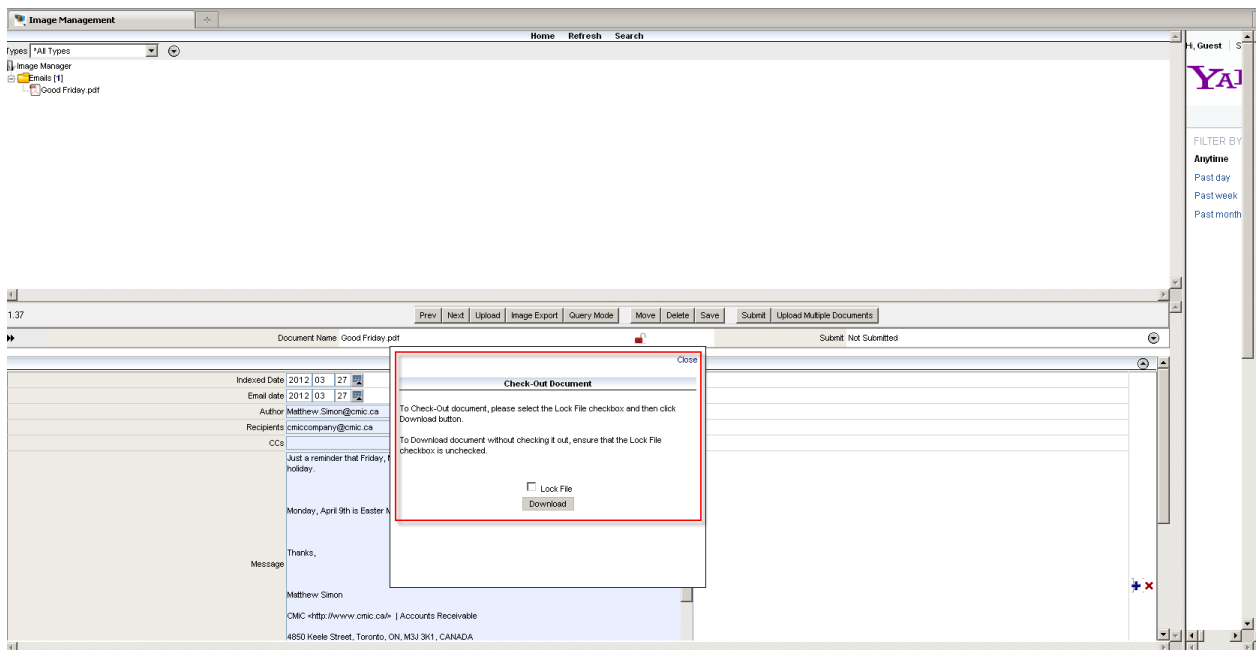 Image Management
Home Refresh Search
Types *All Types
Image Manager
Emails [1]
Good Friday.pdf
Hi, Guest S
YA
FILTER BY
Anytime
Past day
Past week
Past month
1.37
Prev Next Upload Image Export Query Mode Move Delete Save Submit Upload Multiple Documents
Document Name Good Friday.pdf Submit Not Submitted
Close
Check-Out Document
To Check-Out document, please select the Lock File checkbox and then click
Download button.
To Download document without checking it out, ensure that the Lock File
checkbox is unchecked.
Lock File
Download
Indexed Date 2012 03 27
Email date 2012 03 27
Author Matthew.Simon@cmic.ca
Recipients cmiccompany@cmic.ca
CCs
Message
Just a reminder that Friday,
holiday.
Monday, April 9th is Easter M
Thanks,
Matthew Simon
CMiC <http://www.cmic.ca/> | Accounts Receivable
4850 Keele Street, Toronto, ON, M3J 3K1, CANADA